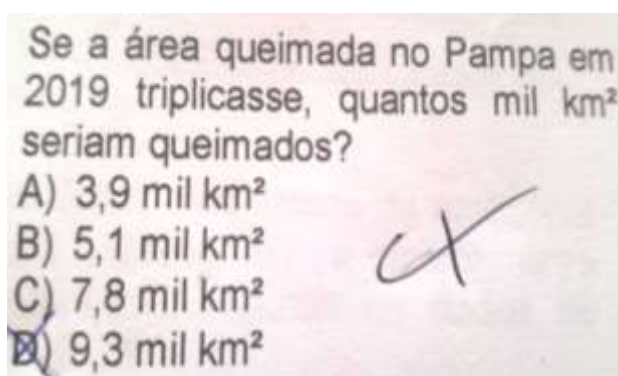 Se a área queimada no Pampa em
2019 triplicasse, quantos mil km²
seriam queimados?
A) 3,9 mil km²
B) 5,1 mil km²
C) 7,8 mil km²
D) 9,3 mil km²